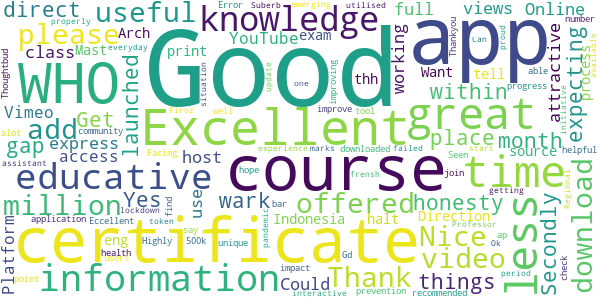 direct useful knowledge views Online
properly Error Suberb utilised emerging
everyday
please Arch YouTube full number
Thankyou
class Mast print exam
Thoughtbud
situation
WHO Good app
launched
thh
update
improving
one
working
Want
tell
can
proud
able
progress
within
attractive
process
initiative
expecting
Vimeo
add Excellent great
gap express
Get
million
access
alot
Firoz
well
improve
tool
community
experience marks downloaded failed
place month
source
helpful
Facing
start
assistant
educative course time
hope
frensh
Seen
join
getting
Yes
host
use
wark offered honesty
Platform
application
lockdown
find
token
bar
Indonesia
halt
Direction
Professor
Regional
eng
Eccellent
say
pandemic
Nice
less
Secondly
download
health
Highly
500k
unique
Gd
Could
Ok
ap
certificate
video
period
check
point
information Thank things
impact
interactive
prevention
recommended